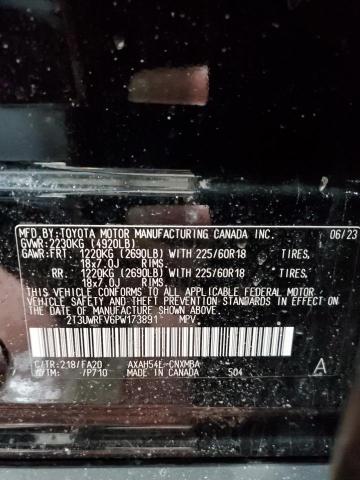 MFD.BY:TOYOTA MOTOR MANUFACTURING CANADA INC. 06/23
GVWR:2230KG (4920LB)
GAWR:FRT. 1220KG (2690LB) WITH 225/60R18 TIRES,
18x7.0J RIMS,
RR. 1220KG (2690LB) WITH 225/60R18 TIRES,
18x7.0J RIMS,
THIS VEHICLE CONFORMS TO ALL APPLICABLE
FEDERAL MOTOR VEHICLE SAFETY
STANDARDS IN EFFECT ON
THE DATE OF MANUFACTURE SHOWN ABOVE.
2T3UWRFV6PW173891 MPV
C/TR:218/FA20 AXAH54L-CNXMBA A
/P710 MADE IN CANADA 504